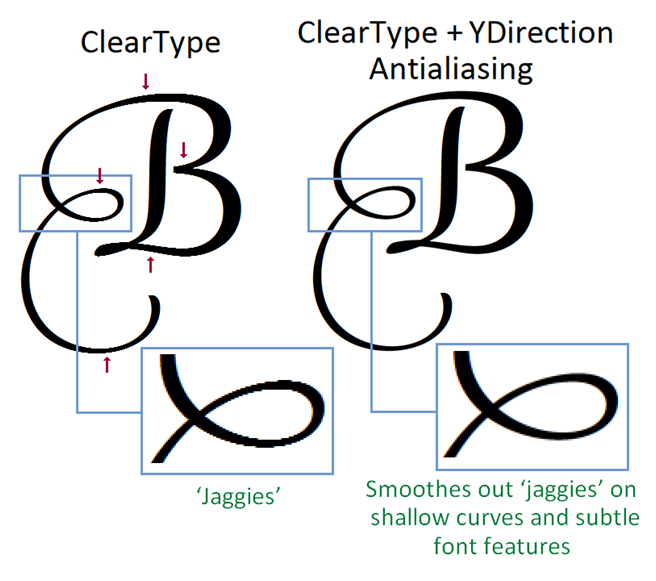 ClearType
ClearType + YDirection
Antialiasing
B
B
‘Jaggies’
Smoothes out ‘jaggies’ on
shallow curves and subtle
font features